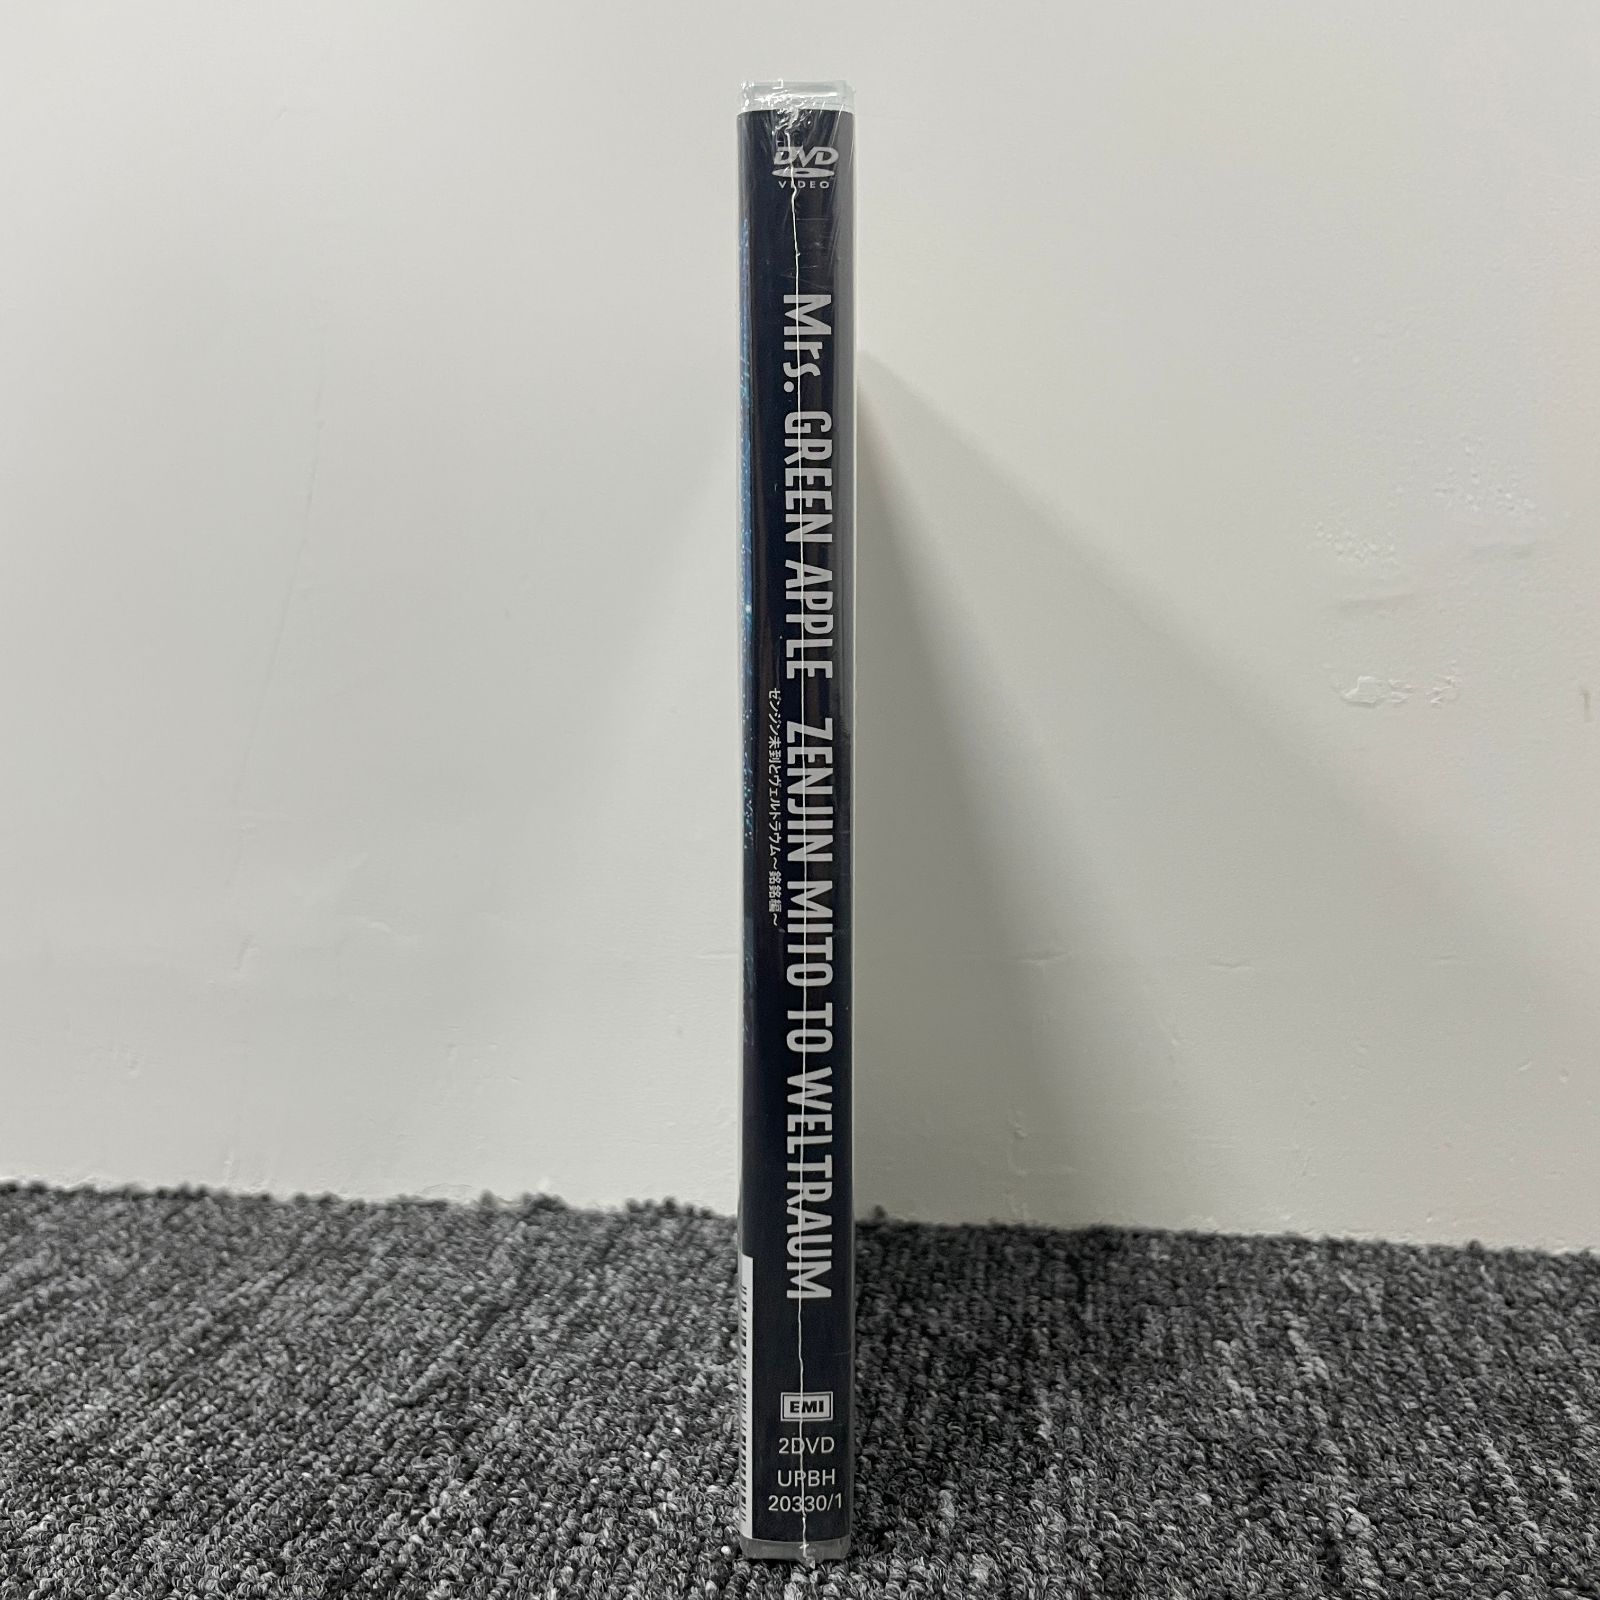 DVD
VIDEO
Mrs. GREEN APPLE ZENJIN MITO TO WELTRAUM
ゼンジン未到とヴェルトラウム～銘銘編～
EMI
2DVD
UPBH
20330/1